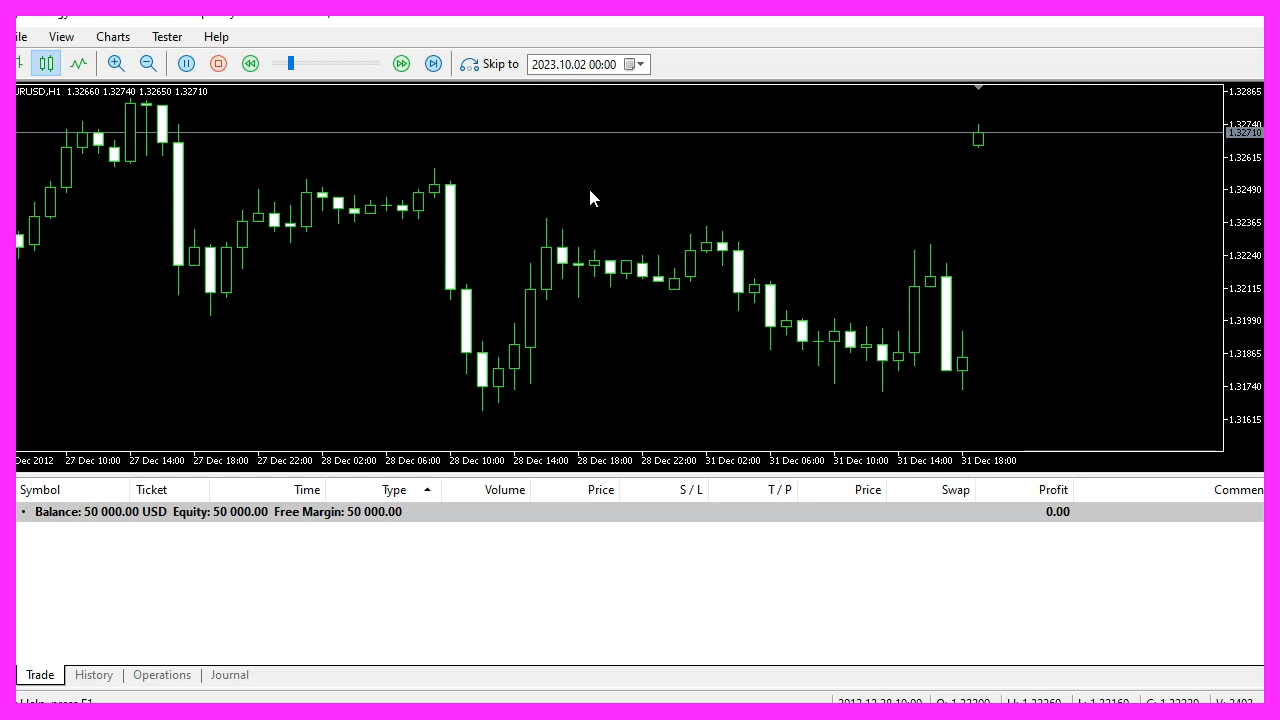 View Charts Tester Help
Skip to 2023.10.02 00:00
URUSD,H1 1.32660 1.32740 1.32650 1.32710
1.32865
1.32740
1.32710
1.32615
1.32490
1.32365
1.32240
1.32115
1.31990
1.31865
1.31740
1.31615
Dec 2012 27 Dec 10:00 27 Dec 14:00 27 Dec 18:00 27 Dec 22:00 28 Dec 02:00 28 Dec 06:00 28 Dec 10:00 28 Dec 14:00 28 Dec 18:00 28 Dec 22:00 31 Dec 02:00 31 Dec 06:00 31 Dec 10:00 31 Dec 14:00 31 Dec 18:00
Symbol Ticket Time Type Volume Price S / L T / P Price Swap Profit Commen
• Balance: 50 000.00 USD Equity: 50 000.00 Free Margin: 50 000.00 0.00
Trade History Operations Journal